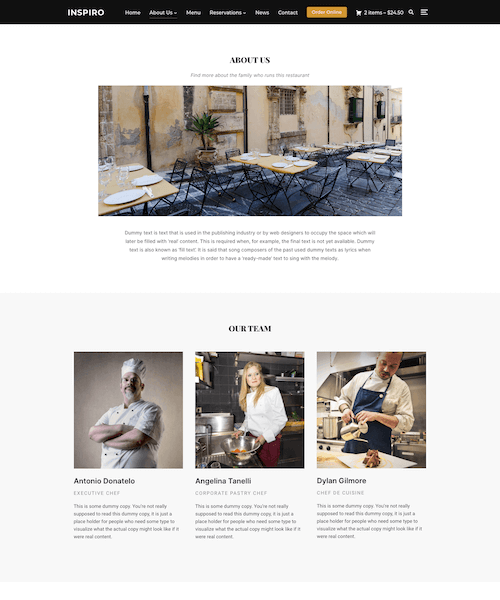 INSPIRO
Home About Us Menu Reservations News Contact Order Online 2 items – $24.50
ABOUT US
Find more about the family who runs this restaurant
Dummy text is text that is used in the publishing industry or by web designers to occupy the space which will
later be filled with 'real' content. This is required when, for example, the final text is not yet available. Dummy
text is also known as 'fill text'. It is said that song composers of the past used dummy texts as lyrics when
writing melodies in order to have a 'ready-made' text to sing with the melody.
OUR TEAM
Antonio Donatelo
EXECUTIVE CHEF
This is some dummy copy. You're not really
supposed to read this dummy copy, it is just a
place holder for people who need some type to
visualize what the actual copy might look like if it
were real content.
Angelina Tanelli
CORPORATE PASTRY CHEF
This is some dummy copy. You're not really
supposed to read this dummy copy, it is just a
place holder for people who need some type to
visualize what the actual copy might look like if it
were real content.
Dylan Gilmore
CHEF DE CUISINE
This is some dummy copy. You're not really
supposed to read this dummy copy, it is just a
place holder for people who need some type to
visualize what the actual copy might look like if it
were real content.